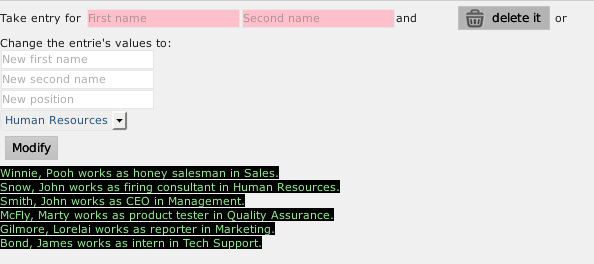 Take entry for First name Second name and delete it or
Change the entrie's values to:
New first name
New second name
New position
Human Resources
Modify
Winnie, Pooh works as honey salesman in Sales.
Snow, John works as firing consultant in Human Resources.
Smith, John works as CEO in Management.
McFly, Marty works as product tester in Quality Assurance.
Gilmore, Lorelai works as reporter in Marketing.
Bond, James works as intern in Tech Support.